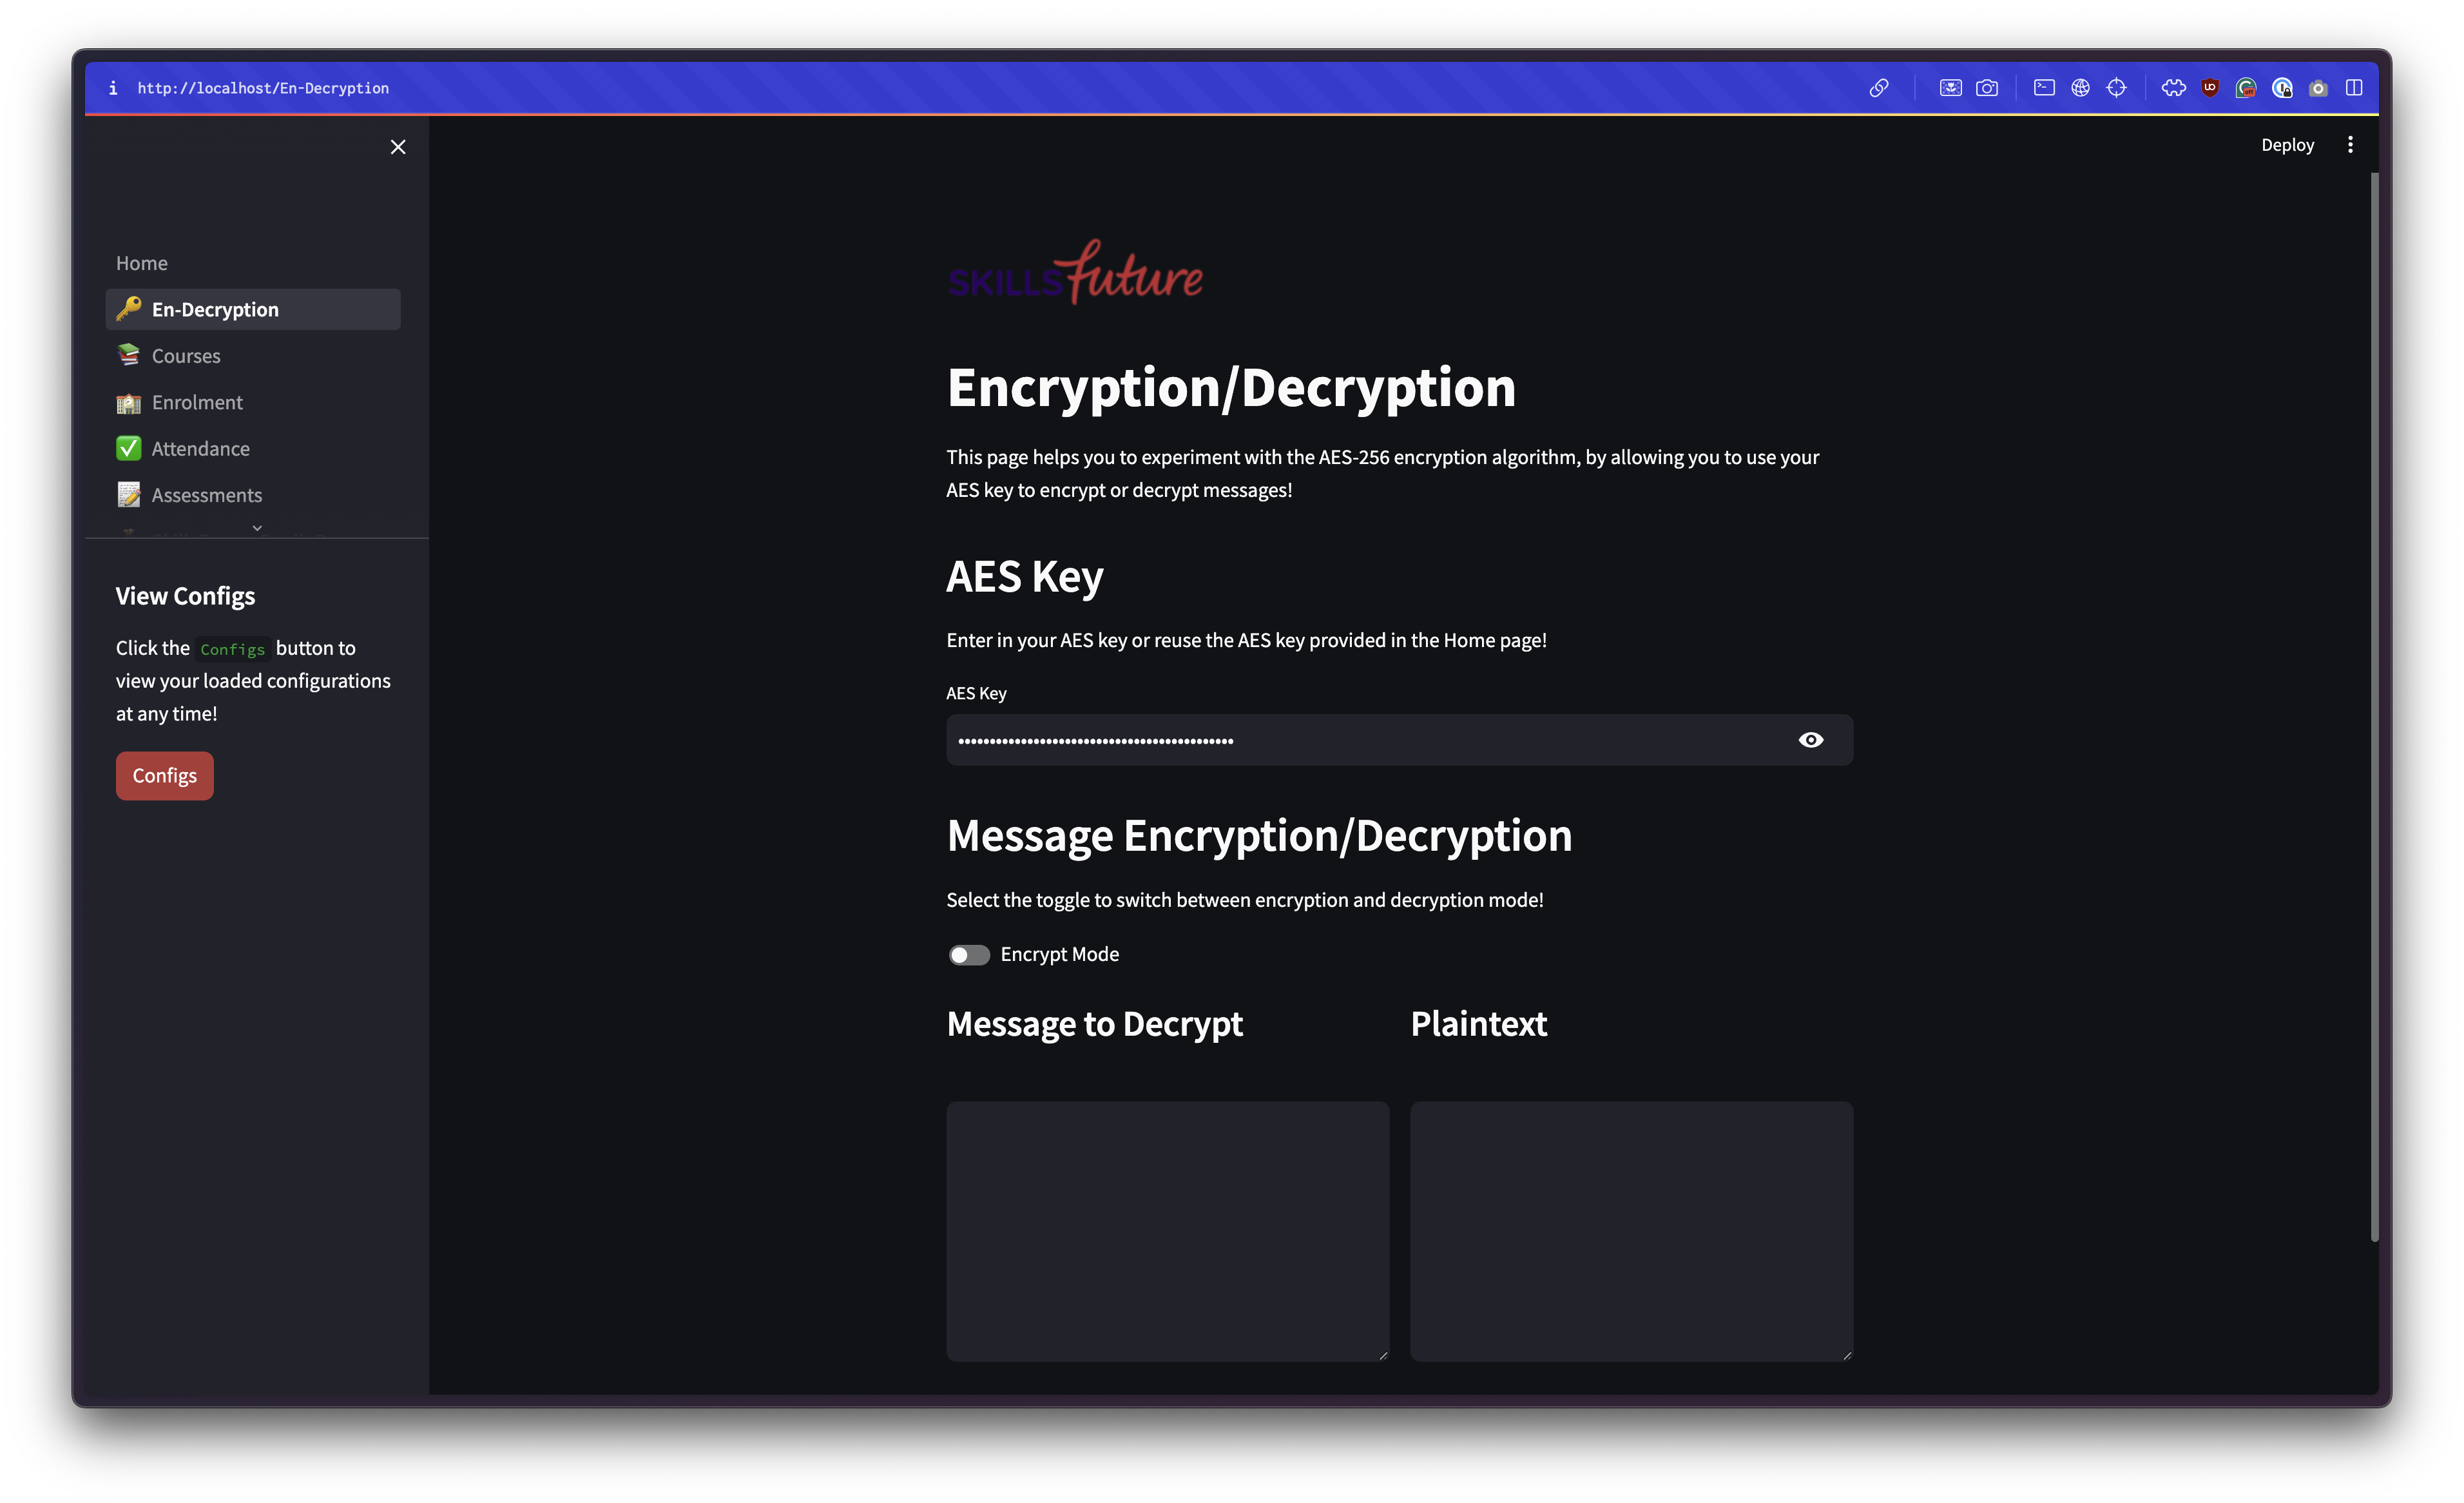 http://localhost/En-Decryption
Deploy
Home
En-Decryption
Courses
Enrolment
Attendance
Assessments
View Configs
Click the Configs button to
view your loaded configurations
at any time!
Configs
SKILLSfuture
Encryption/Decryption
This page helps you to experiment with the AES-256 encryption algorithm, by allowing you to use your
AES key to encrypt or decrypt messages!
AES Key
Enter in your AES key or reuse the AES key provided in the Home page!
AES Key
Message Encryption/Decryption
Select the toggle to switch between encryption and decryption mode!
Encrypt Mode
Message to Decrypt
Plaintext